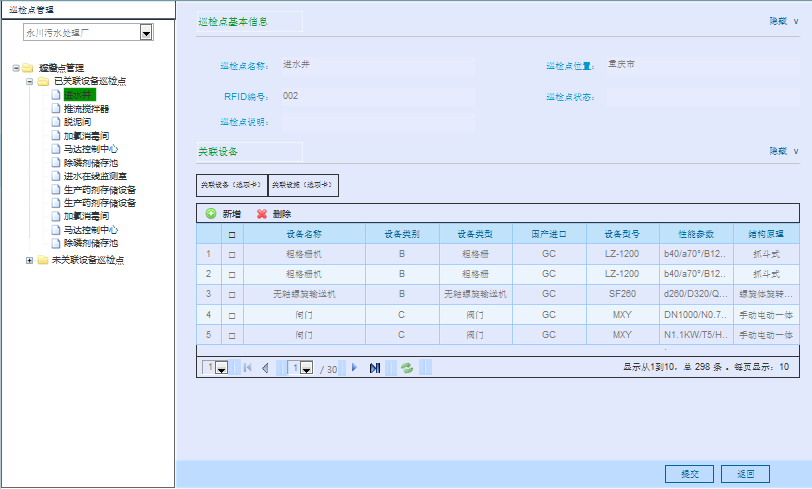 巡检点管理
永川污水处理厂
巡检点管理
已关联设备巡检点
进水井
推流搅拌器
脱泥间
加氯消毒间
马达控制中心
除磷剂储存池
进水在线监测室
生产药剂存储设备
生产药剂存储设备
加氯消毒间
马达控制中心
除磷剂储存池
未关联设备巡检点
巡检点基本信息 隐藏 ∨
巡检点名称: 进水井 巡检点位置: 重庆市
RFID编号: 002 巡检点状态:
巡检点说明:
关联设备 隐藏 ∨
关联设备（选项卡） 关联设施（选项卡）
新增 删除
设备名称 设备类别 设备类型 国产进口 设备型号 性能参数 结构原理
1 粗格栅机 B 粗格栅 GC LZ-1200 b40/a70°/B12.. 抓斗式
2 粗格栅机 B 粗格栅 GC LZ-1200 b40/a70°/B12.. 抓斗式
3 无轴螺旋输送机 B 无轴螺旋输送机 GC SF260 d260/D320/Q... 螺旋体旋转...
4 闸门 C 阀门 GC MXY DN1000/N0.7.. 手动电动一体
5 闸门 C 阀门 GC MXY N1.1KW/T5/H.. 手动电动一体
1 1 / 30 显示从1到10，总 298 条 。每页显示：10
提交 返回